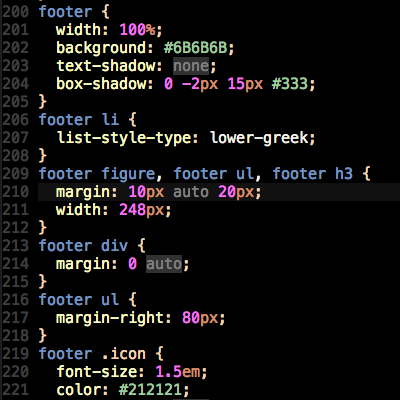 200 footer {
201   width: 100%;
202   background: #6B6B6B;
203   text-shadow: none;
204   box-shadow: 0 -2px 15px #333;
205 }
206 footer li {
207   list-style-type: lower-greek;
208 }
209 footer figure, footer ul, footer h3 {
210   margin: 10px auto 20px;
211   width: 248px;
212 }
213 footer div {
214   margin: 0 auto;
215 }
216 footer ul {
217   margin-right: 80px;
218 }
219 footer .icon {
220   font-size: 1.5em;
221   color: #212121;